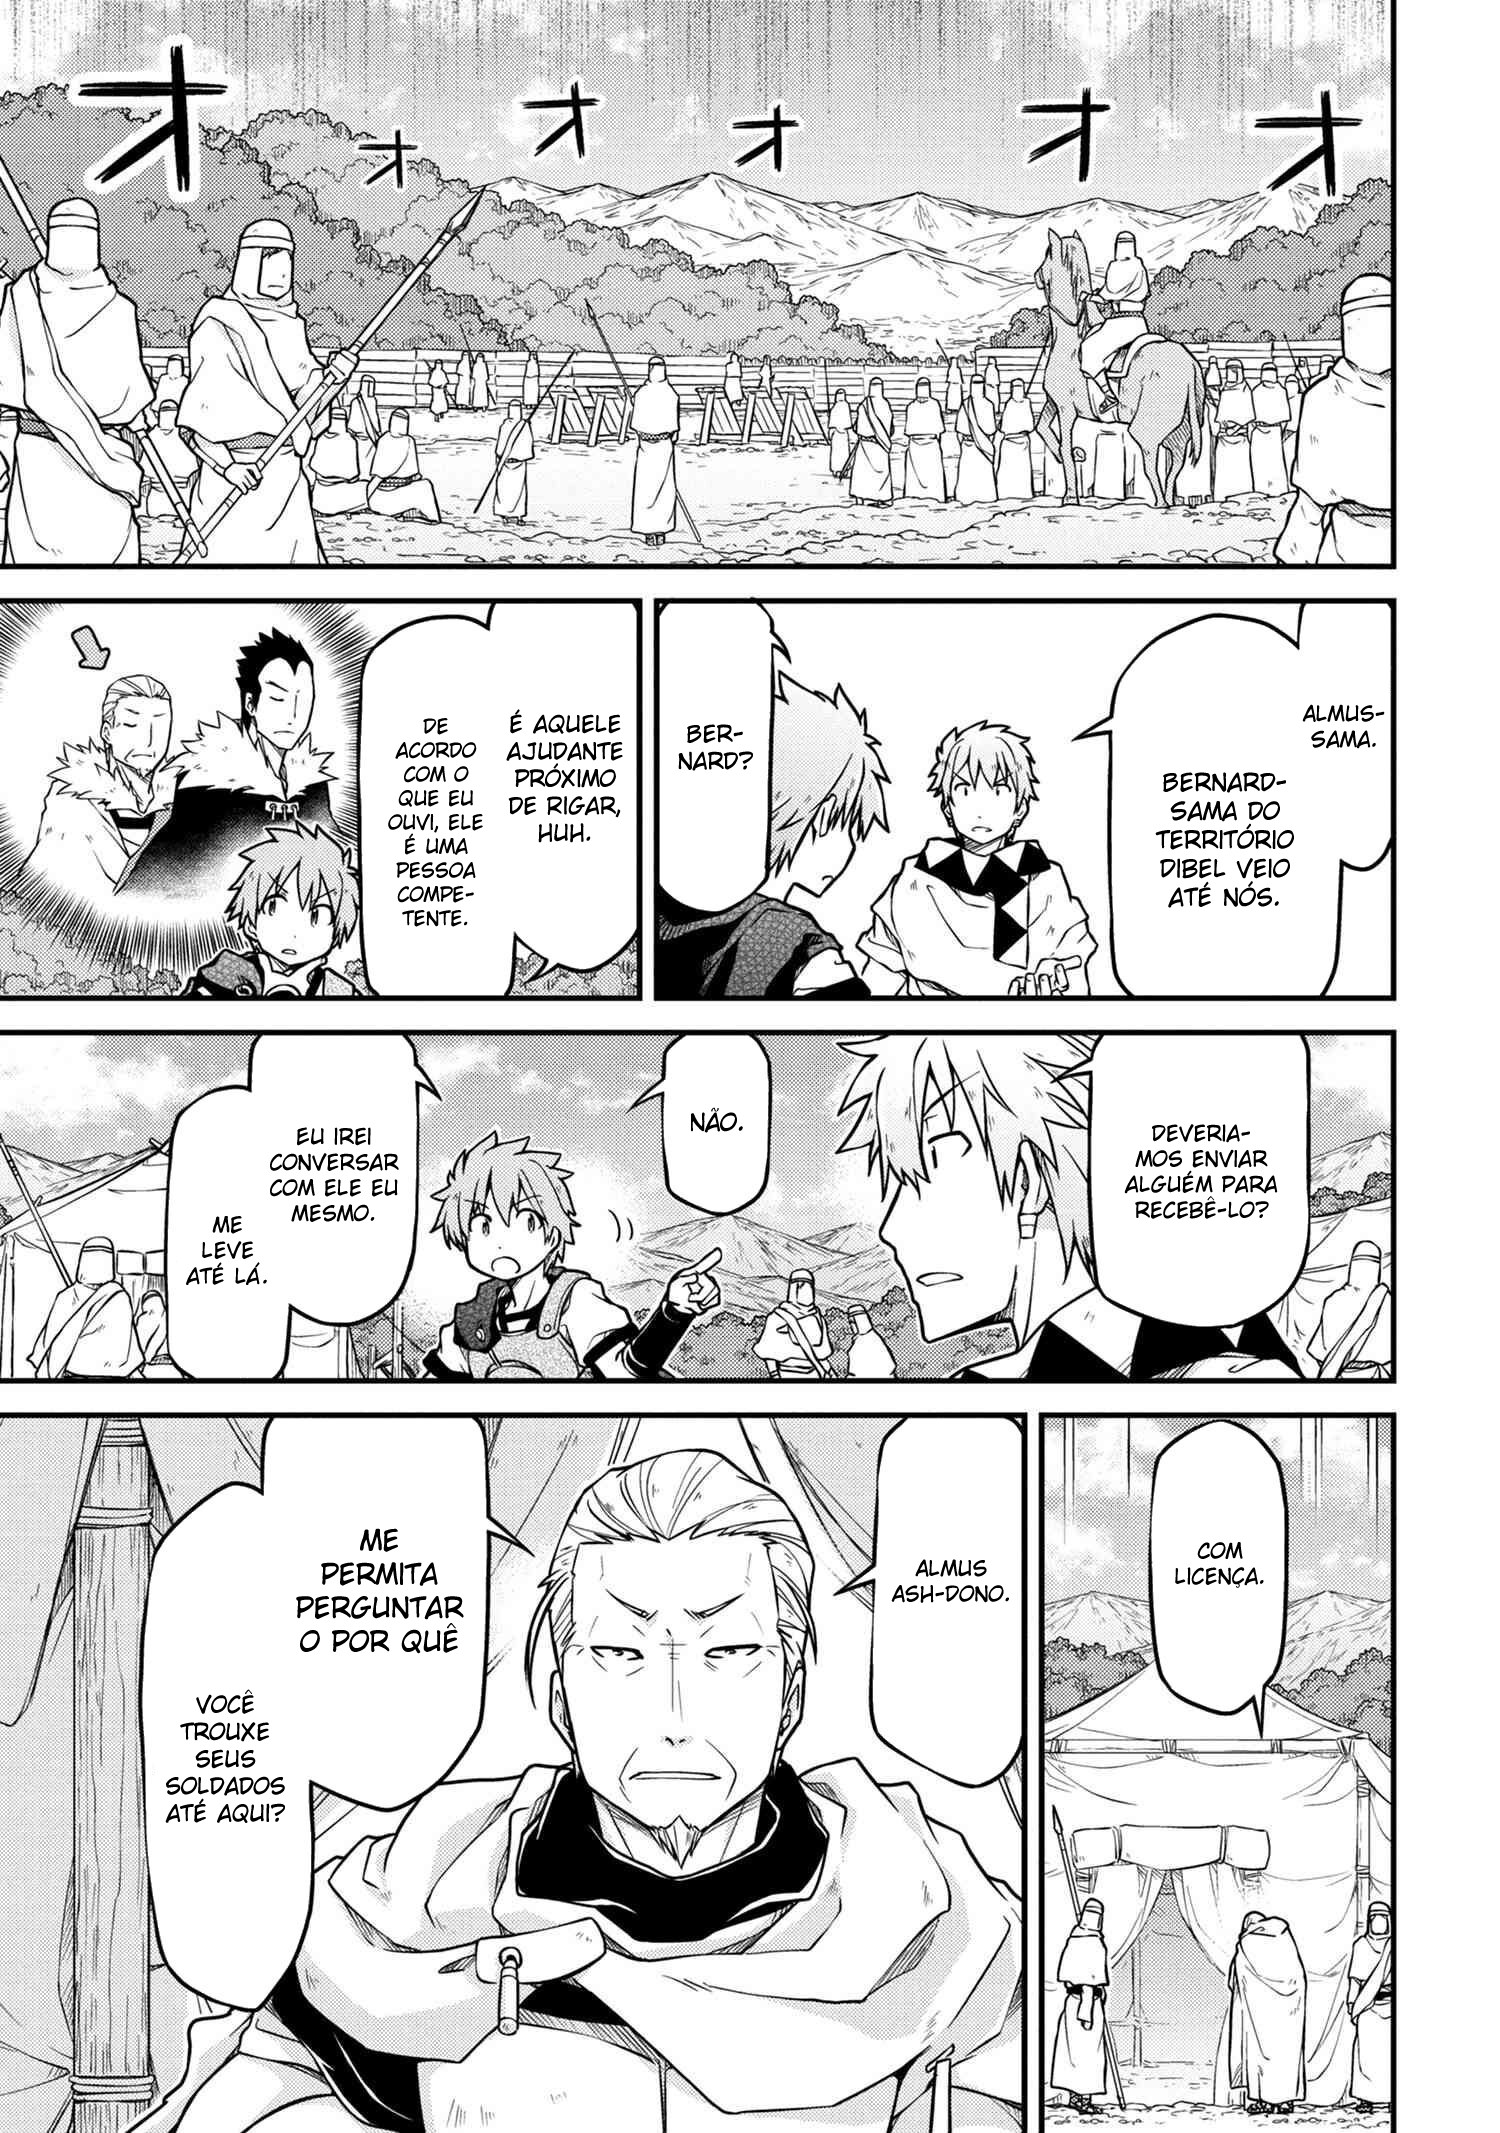 オ オ オ オ オ オ
ALMUS-
SAMA.
BERNARD-
SAMA DO
TERRITÓRIO
DIBEL VEIO
ATÉ NÓS.
BER-
NARD?
É AQUELE
AJUDANTE
PRÓXIMO
DE RIGAR,
HUH.
DE
ACORDO
COM O
QUE EU
OUVI, ELE
É UMA
PESSOA
COMPE-
TENTE.
DEVERIA-
MOS ENVIAR
ALGUÉM PARA
RECEBÊ-LO?
NÃO.
EU IREI
CONVERSAR
COM ELE EU
MESMO.
ME
LEVE
ATÉ LÁ.
COM
LICENÇA.
ALMUS
ASH-DONO.
ME
PERMITA
PERGUNTAR
O POR QUÊ
VOCÊ
TROUXE
SEUS
SOLDADOS
ATÉ AQUI?